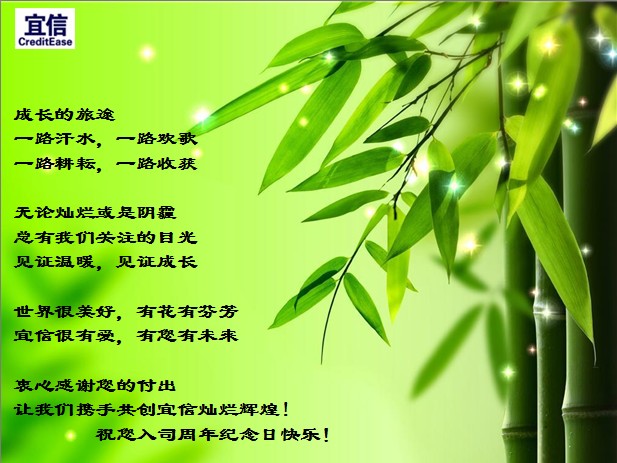 宜信
CreditEase
成长的旅途
一路汗水，一路欢歌
一路耕耘，一路收获
无论灿烂或是阴霾
总有我们关注的目光
见证温暖，见证成长
世界很美好，有花有芬芳
宜信很有爱，有您有未来
衷心感谢您的付出
让我们携手共创宜信灿烂辉煌！
祝您入司周年纪念日快乐！